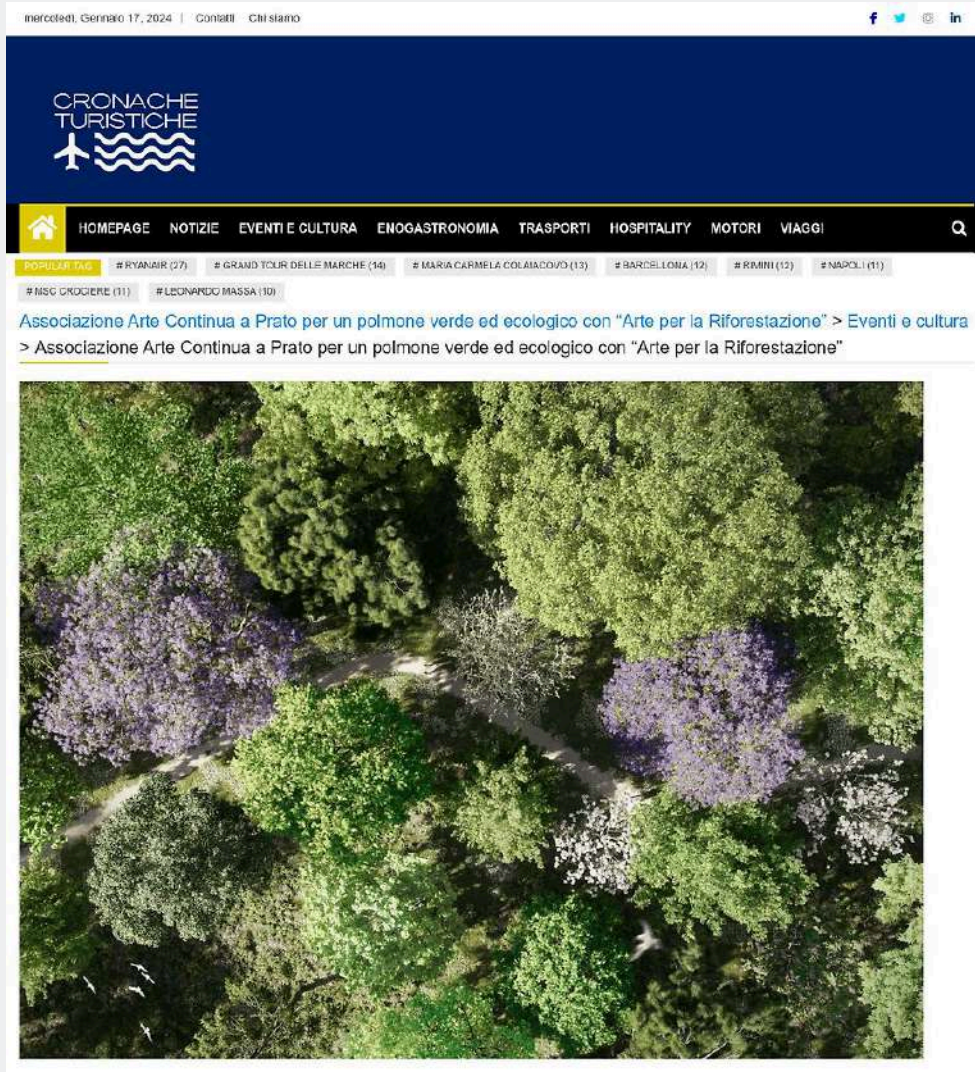 mercoledì, Gennaio 17, 2024 | Contatti Chi siamo
CRONACHE
TURISTICHE
HOMEPAGE NOTIZIE EVENTI E CULTURA ENOGASTRONOMIA TRASPORTI HOSPITALITY MOTORI VIAGGI
POPULAR TAG # RYANAIR (27) # GRAND TOUR DELLE MARCHE (14) # MARIA CARMELA COLAIACOVO (13) # BARCELLONA (12) # RIMINI (12) # NAPOLI (11)
# MSC CROCIERE (11) # LEONARDO MASSA (10)
Associazione Arte Continua a Prato per un polmone verde ed ecologico con “Arte per la Riforestazione” > Eventi e cultura
> Associazione Arte Continua a Prato per un polmone verde ed ecologico con “Arte per la Riforestazione”